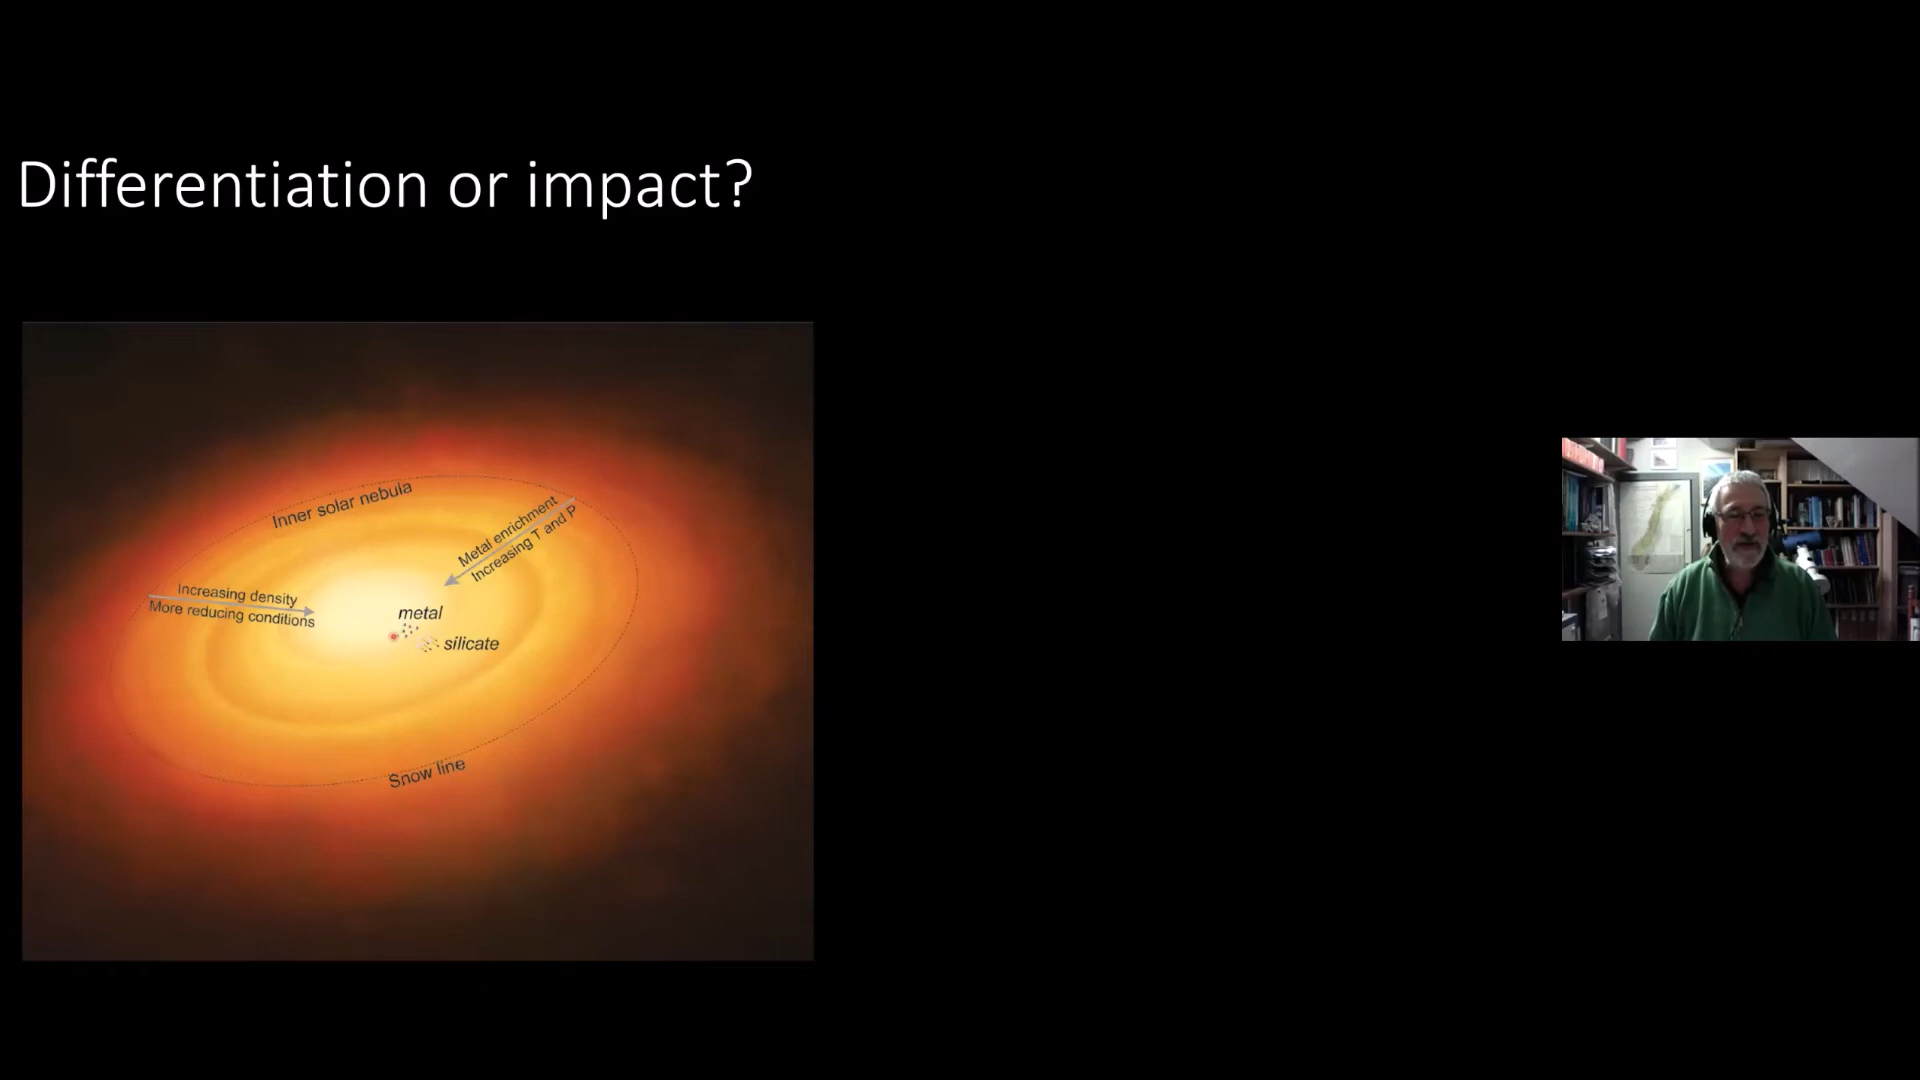 Differentiation or impact?
Inner solar nebula
Metal enrichment
Increasing T and P
Increasing density
More reducing conditions
metal
silicate
Snow line